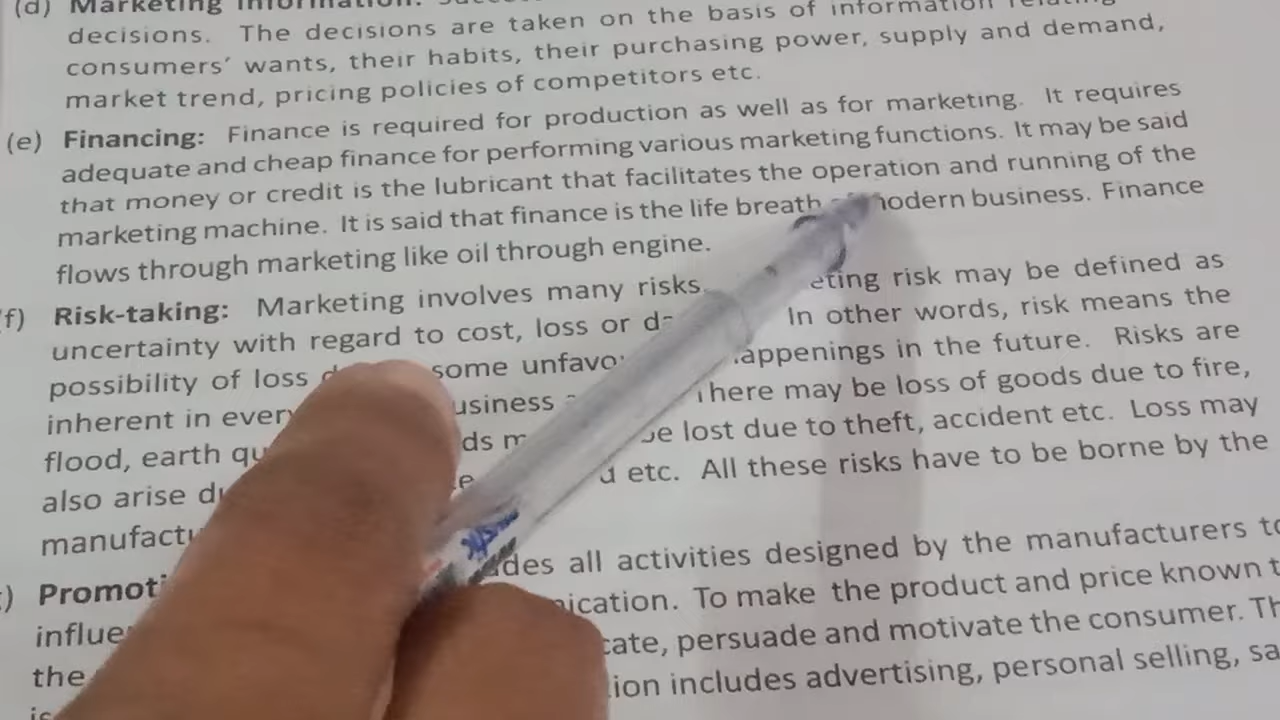 (d) Marketing Information:
decisions. The decisions are taken on the basis of information
consumers' wants, their habits, their purchasing power, supply and demand,
market trend, pricing policies of competitors etc.
(e) Financing: Finance is required for production as well as for marketing. It requires
adequate and cheap finance for performing various marketing functions. It may be said
that money or credit is the lubricant that facilitates the operation and running of the
marketing machine. It is said that finance is the life breath modern business. Finance
flows through marketing like oil through engine.
f) Risk-taking: Marketing involves many risks. risk may be defined as
uncertainty with regard to cost, loss or In other words, risk means the
possibility of loss some in the future. Risks are
inherent in There may be loss of goods due to fire,
flood, earth lost due to theft, accident etc. Loss may
also arise etc. All these risks have to be borne by the
) all activities designed by the manufacturers
To make the product and price known
the persuade and motivate the consumer.
includes advertising, personal selling,